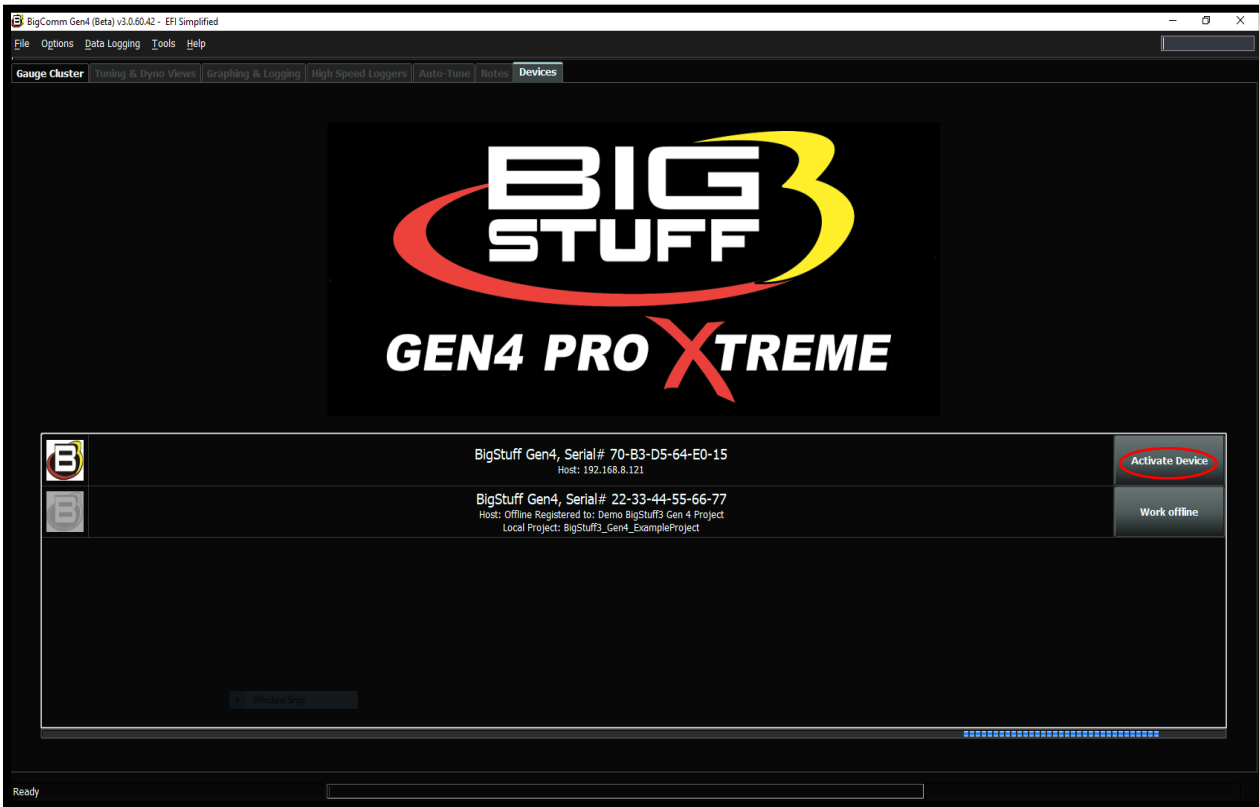 BigComm Gen4 (Beta) v3.0.60.42 - EFI Simplified
File Options Data Logging Tools Help
Gauge Cluster Tuning & Dyno Views Graphing & Logging High Speed Loggers Auto-Tune Notes Devices
BIG 3
STUFF
GEN4 PRO XTREME
BigStuff Gen4, Serial# 70-B3-D5-64-E0-15
Host: 192.168.8.121
Activate Device
BigStuff Gen4, Serial# 22-33-44-55-66-77
Host: Offline Registered to: Demo BigStuff3 Gen 4 Project
Local Project: BigStuff3_Gen4_ExampleProject
Work offline
Window Snip
Ready